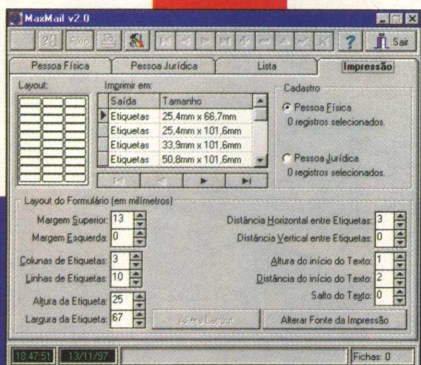 MaxMail v2.0
? Sair
Pessoa Física Pessoa Jurídica Lista Impressão
Layout: Imprimir em: Cadastro
Saída Tamanho
Etiquetas 25,4mm x 66,7mm
Etiquetas 25,4mm x 101,6mm
Etiquetas 33,9mm x 101,6mm
Etiquetas 50,8mm x 101,6mm
Pessoa Física
0 registros selecionados.
Pessoa Jurídica
0 registros selecionados.
Layout do Formulário (em milímetros)
Margem Superior: 13
Margem Esquerda: 0
Colunas de Etiquetas: 3
Linhas de Etiquetas: 10
Altura da Etiqueta: 25
Largura da Etiqueta: 67
Distância Horizontal entre Etiquetas: 3
Distância Vertical entre Etiquetas: 0
Altura do início do Texto: 1
Distância do início do Texto: 2
Salto do Texto: 0
Layout Alterar Fonte da Impressão
10:47:51 13/11/97 Fichas: 0